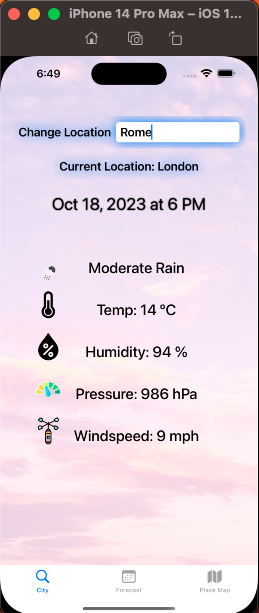 iPhone 14 Pro Max – iOS 1...
6:49
Change Location Rome
Current Location: London
Oct 18, 2023 at 6 PM
Moderate Rain
Temp: 14 °C
%
Humidity: 94 %
Pressure: 986 hPa
Windspeed: 9 mph
City Forecast Place Map